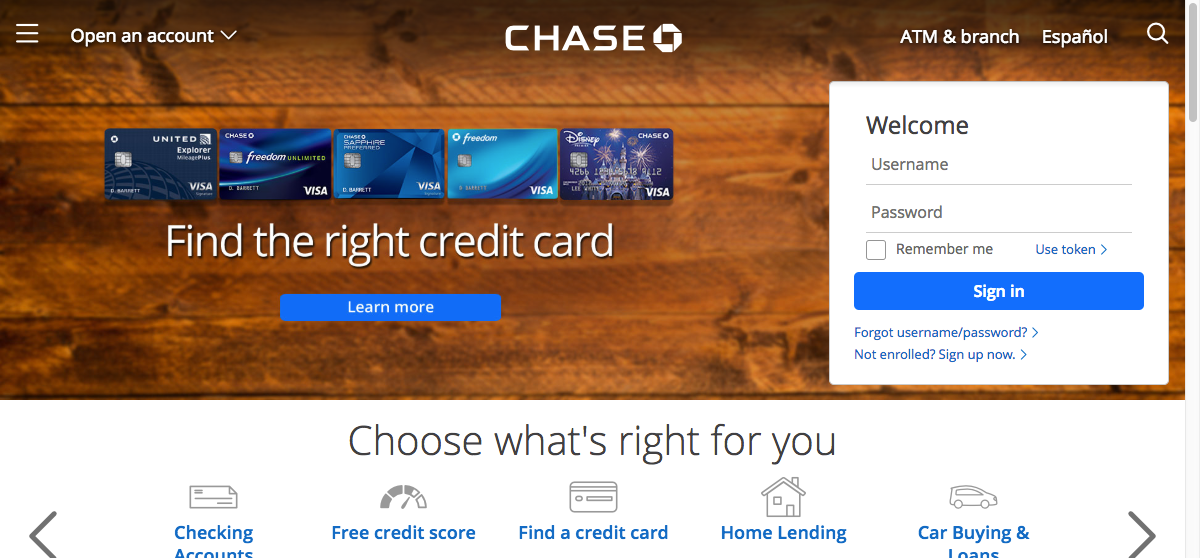 Open an account
CHASE
ATM & branch
Español
UNITED
Explorer
MileagePlus
D. BARRETT
VISA
Signature
CHASE
freedom UNLIMITED
D. BARRETT
VISA
CHASE
SAPPHIRE
PREFERRED
D. BARRETT
VISA
Signature
freedom
D. BARRETT
VISA
Disney
CHASE
VISA
Find the right credit card
Learn more
Welcome
Username
Password
Remember me
Use token
Sign in
Forgot username/password?
Not enrolled? Sign up now.
Choose what's right for you
Checking
Accounts
Free credit score
Find a credit card
Home Lending
Car Buying &
Loans